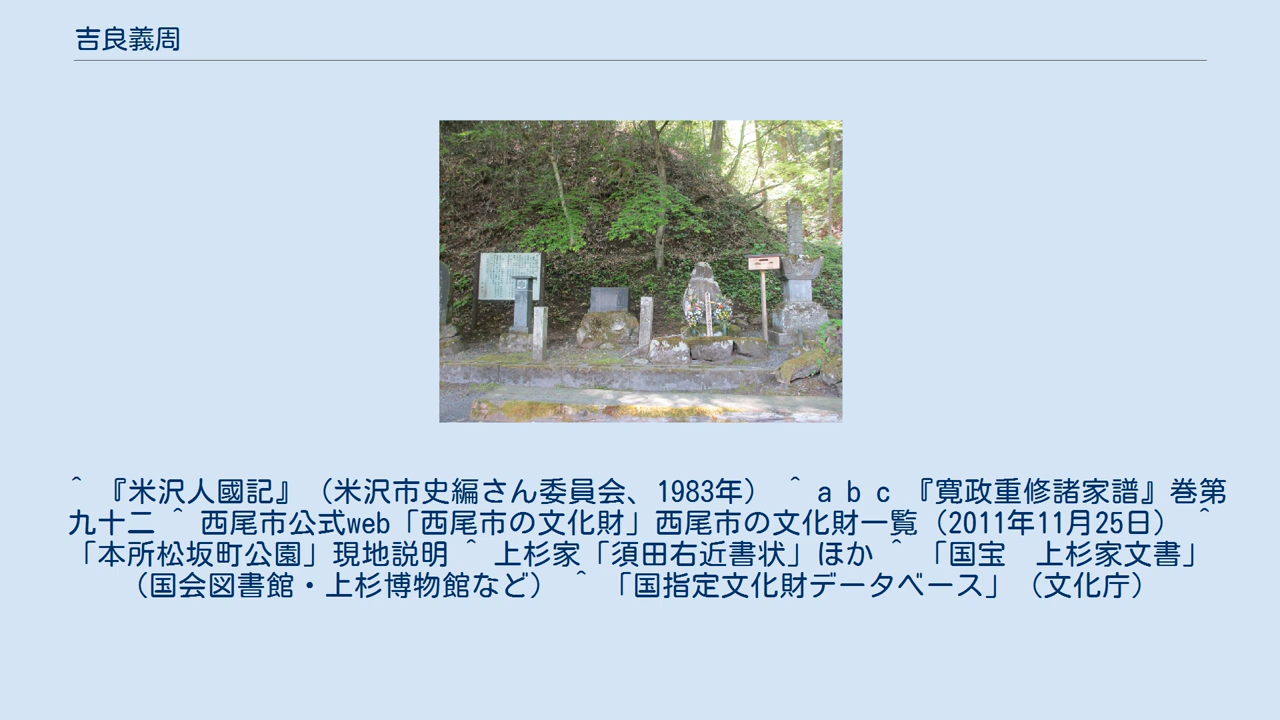 吉良義周
＾ 『米沢人國記』（米沢市史編さん委員会、1983年） ＾ a b c 『寛政重修諸家譜』巻第
九十二 ＾ 西尾市公式web「西尾市の文化財」西尾市の文化財一覧（2011年11月25日） ＾
「本所松坂町公園」現地説明 ＾ 上杉家「須田右近書状」ほか ＾ 「国宝　上杉家文書」
（国会図書館・上杉博物館など） ＾ 「国指定文化財データベース」（文化庁）